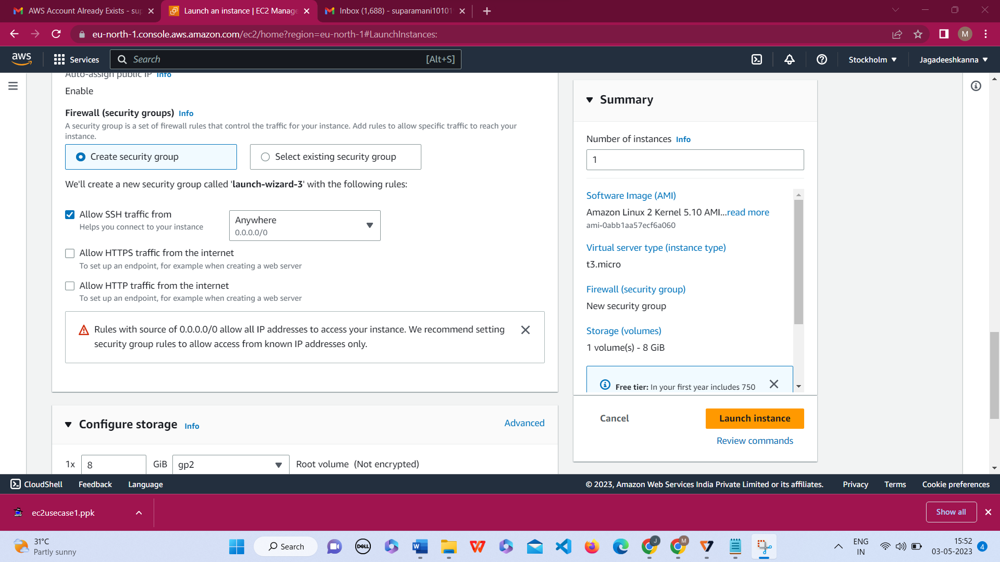 AWS Account Already Exists - sup
Launch an instance | EC2 Manage
Inbox (1,688) - suparamani10101
eu-north-1.console.aws.amazon.com/ec2/home?region=eu-north-1#LaunchInstances:
M
aws
Services
Search
[Alt+S]
Stockholm
Jagadeeshkanna
Auto-assign public IP Info
Enable
Firewall (security groups) Info
A security group is a set of firewall rules that control the traffic for your instance. Add rules to allow specific traffic to reach your
instance.
Create security group
Select existing security group
We'll create a new security group called 'launch-wizard-3' with the following rules:
Allow SSH traffic from
Helps you connect to your instance
Anywhere
0.0.0.0/0
Allow HTTPS traffic from the internet
To set up an endpoint, for example when creating a web server
Allow HTTP traffic from the internet
To set up an endpoint, for example when creating a web server
Rules with source of 0.0.0.0/0 allow all IP addresses to access your instance. We recommend setting
security group rules to allow access from known IP addresses only.
Configure storage Info
Advanced
1x 8 GiB gp2 Root volume (Not encrypted)
Summary
Number of instances Info
1
Software Image (AMI)
Amazon Linux 2 Kernel 5.10 AMI...read more
ami-0abb1aa57ecf6a060
Virtual server type (instance type)
t3.micro
Firewall (security group)
New security group
Storage (volumes)
1 volume(s) - 8 GiB
Free tier: In your first year includes 750
Cancel
Launch instance
Review commands
CloudShell
Feedback
Language
© 2023, Amazon Web Services India Private Limited or its affiliates.
Privacy
Terms
Cookie preferences
ec2usecase1.ppk
Show all
31°C
Partly sunny
Search
DELL
W
J
M
ENG
IN
15:52
03-05-2023
4